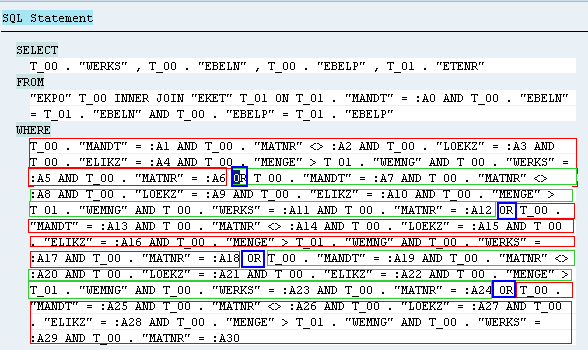 SQL Statement
SELECT
T_00 . "WERKS" , T_00 . "EBELN" , T_00 . "EBELP" , T_01 . "ETENR"
FROM
"EKPO" T_00 INNER JOIN "EKET" T_01 ON T_01 . "MANDT" = :A0 AND T_00 . "EBELN"
= T_01 . "EBELN" AND T_00 . "EBELP" = T_01 . "EBELP"
WHERE
T_00 . "MANDT" = :A1 AND T_00 . "MATNR" <> :A2 AND T_00 . "LOEKZ" = :A3 AND
T_00 . "ELIKZ" = :A4 AND T_00 . "MENGE" > T_01 . "WEMNG" AND T_00 . "WERKS" =
:A5 AND T_00 . "MATNR" = :A6 OR T_00 . "MANDT" = :A7 AND T_00 . "MATNR" <>
:A8 AND T_00 . "LOEKZ" = :A9 AND T_00 . "ELIKZ" = :A10 AND T_00 . "MENGE" >
T_01 . "WEMNG" AND T_00 . "WERKS" = :A11 AND T_00 . "MATNR" = :A12 OR T_00 .
"MANDT" = :A13 AND T_00 . "MATNR" <> :A14 AND T_00 . "LOEKZ" = :A15 AND T_00
. "ELIKZ" = :A16 AND T_00 . "MENGE" > T_01 . "WEMNG" AND T_00 . "WERKS" =
:A17 AND T_00 . "MATNR" = :A18 OR T_00 . "MANDT" = :A19 AND T_00 . "MATNR" <>
:A20 AND T_00 . "LOEKZ" = :A21 AND T_00 . "ELIKZ" = :A22 AND T_00 . "MENGE" >
T_01 . "WEMNG" AND T_00 . "WERKS" = :A23 AND T_00 . "MATNR" = :A24 OR T_00 .
"MANDT" = :A25 AND T_00 . "MATNR" <> :A26 AND T_00 . "LOEKZ" = :A27 AND T_00
. "ELIKZ" = :A28 AND T_00 . "MENGE" > T_01 . "WEMNG" AND T_00 . "WERKS" =
:A29 AND T_00 . "MATNR" = :A30